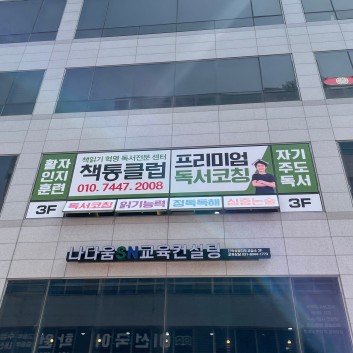 활자
인지
훈련
책읽기 혁명 독서전문 센터
책통클럽
010. 7447. 2008
프리미엄
독서코칭
자기
주도
독서
3F
독서코칭
읽기능력
정독독해
심층논술
3F
나다움SN교육컨설팅